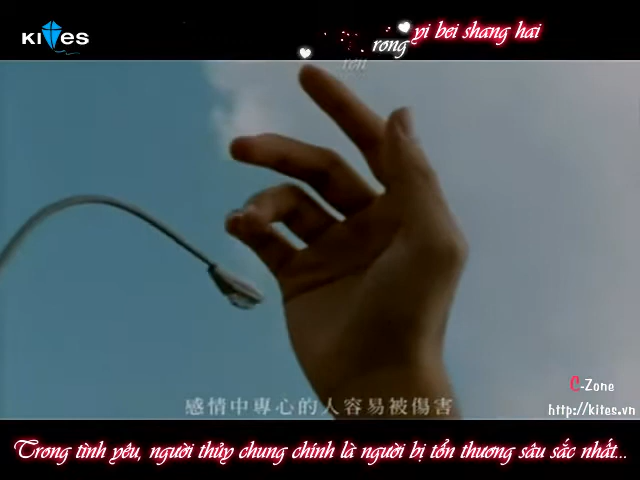 KITES
rong yi bei shang hai
ren
感情中專心的人容易被傷害
C-Zone
http://kites.vn
Trong tình yêu, người thủy chung chính là người bị tổn thương sâu sắc nhất...